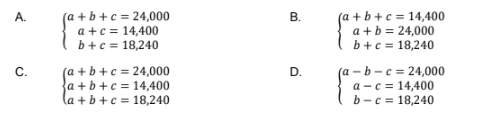 A. { a + b + c = 24,000
a + c = 14,400
b + c = 18,240
B. { a + b + c = 14,400
a + b = 24,000
b + c = 18,240
C. { a + b + c = 24,000
a + b + c = 14,400
a + b + c = 18,240
D. { a − b − c = 24,000
a − c = 14,400
b − c = 18,240